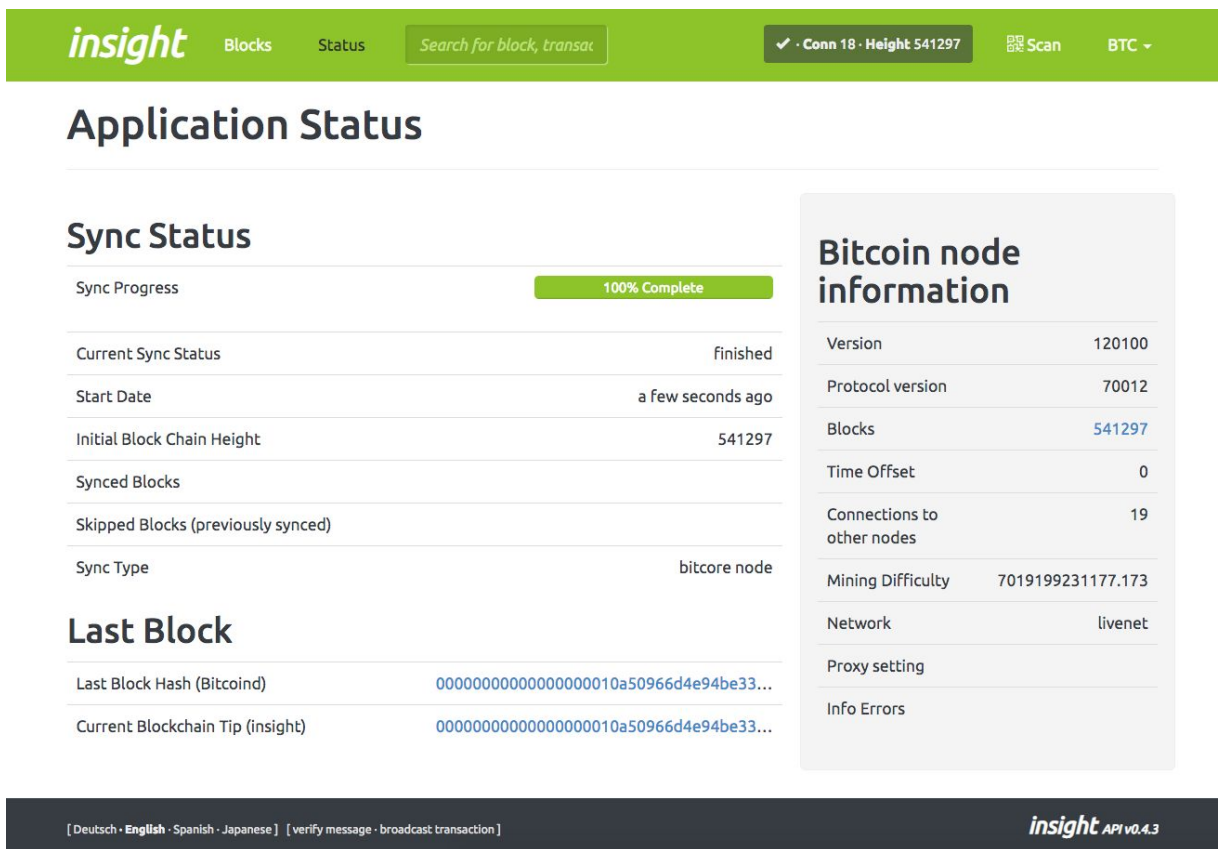 insight Blocks Status Search for block, transac ✔ · Conn 18 · Height 541297 Scan BTC
Application Status
Sync Status
Sync Progress 100% Complete
Current Sync Status finished
Start Date a few seconds ago
Initial Block Chain Height 541297
Synced Blocks
Skipped Blocks (previously synced)
Sync Type bitcore node
Last Block
Last Block Hash (Bitcoind) 00000000000000000010a50966d4e94be33...
Current Blockchain Tip (insight) 00000000000000000010a50966d4e94be33...
Bitcoin node
information
Version 120100
Protocol version 70012
Blocks 541297
Time Offset 0
Connections to 19
other nodes
Mining Difficulty 7019199231177.173
Network livenet
Proxy setting
Info Errors
[ Deutsch · English · Spanish · Japanese ] [ verify message · broadcast transaction ] insight API v0.4.3